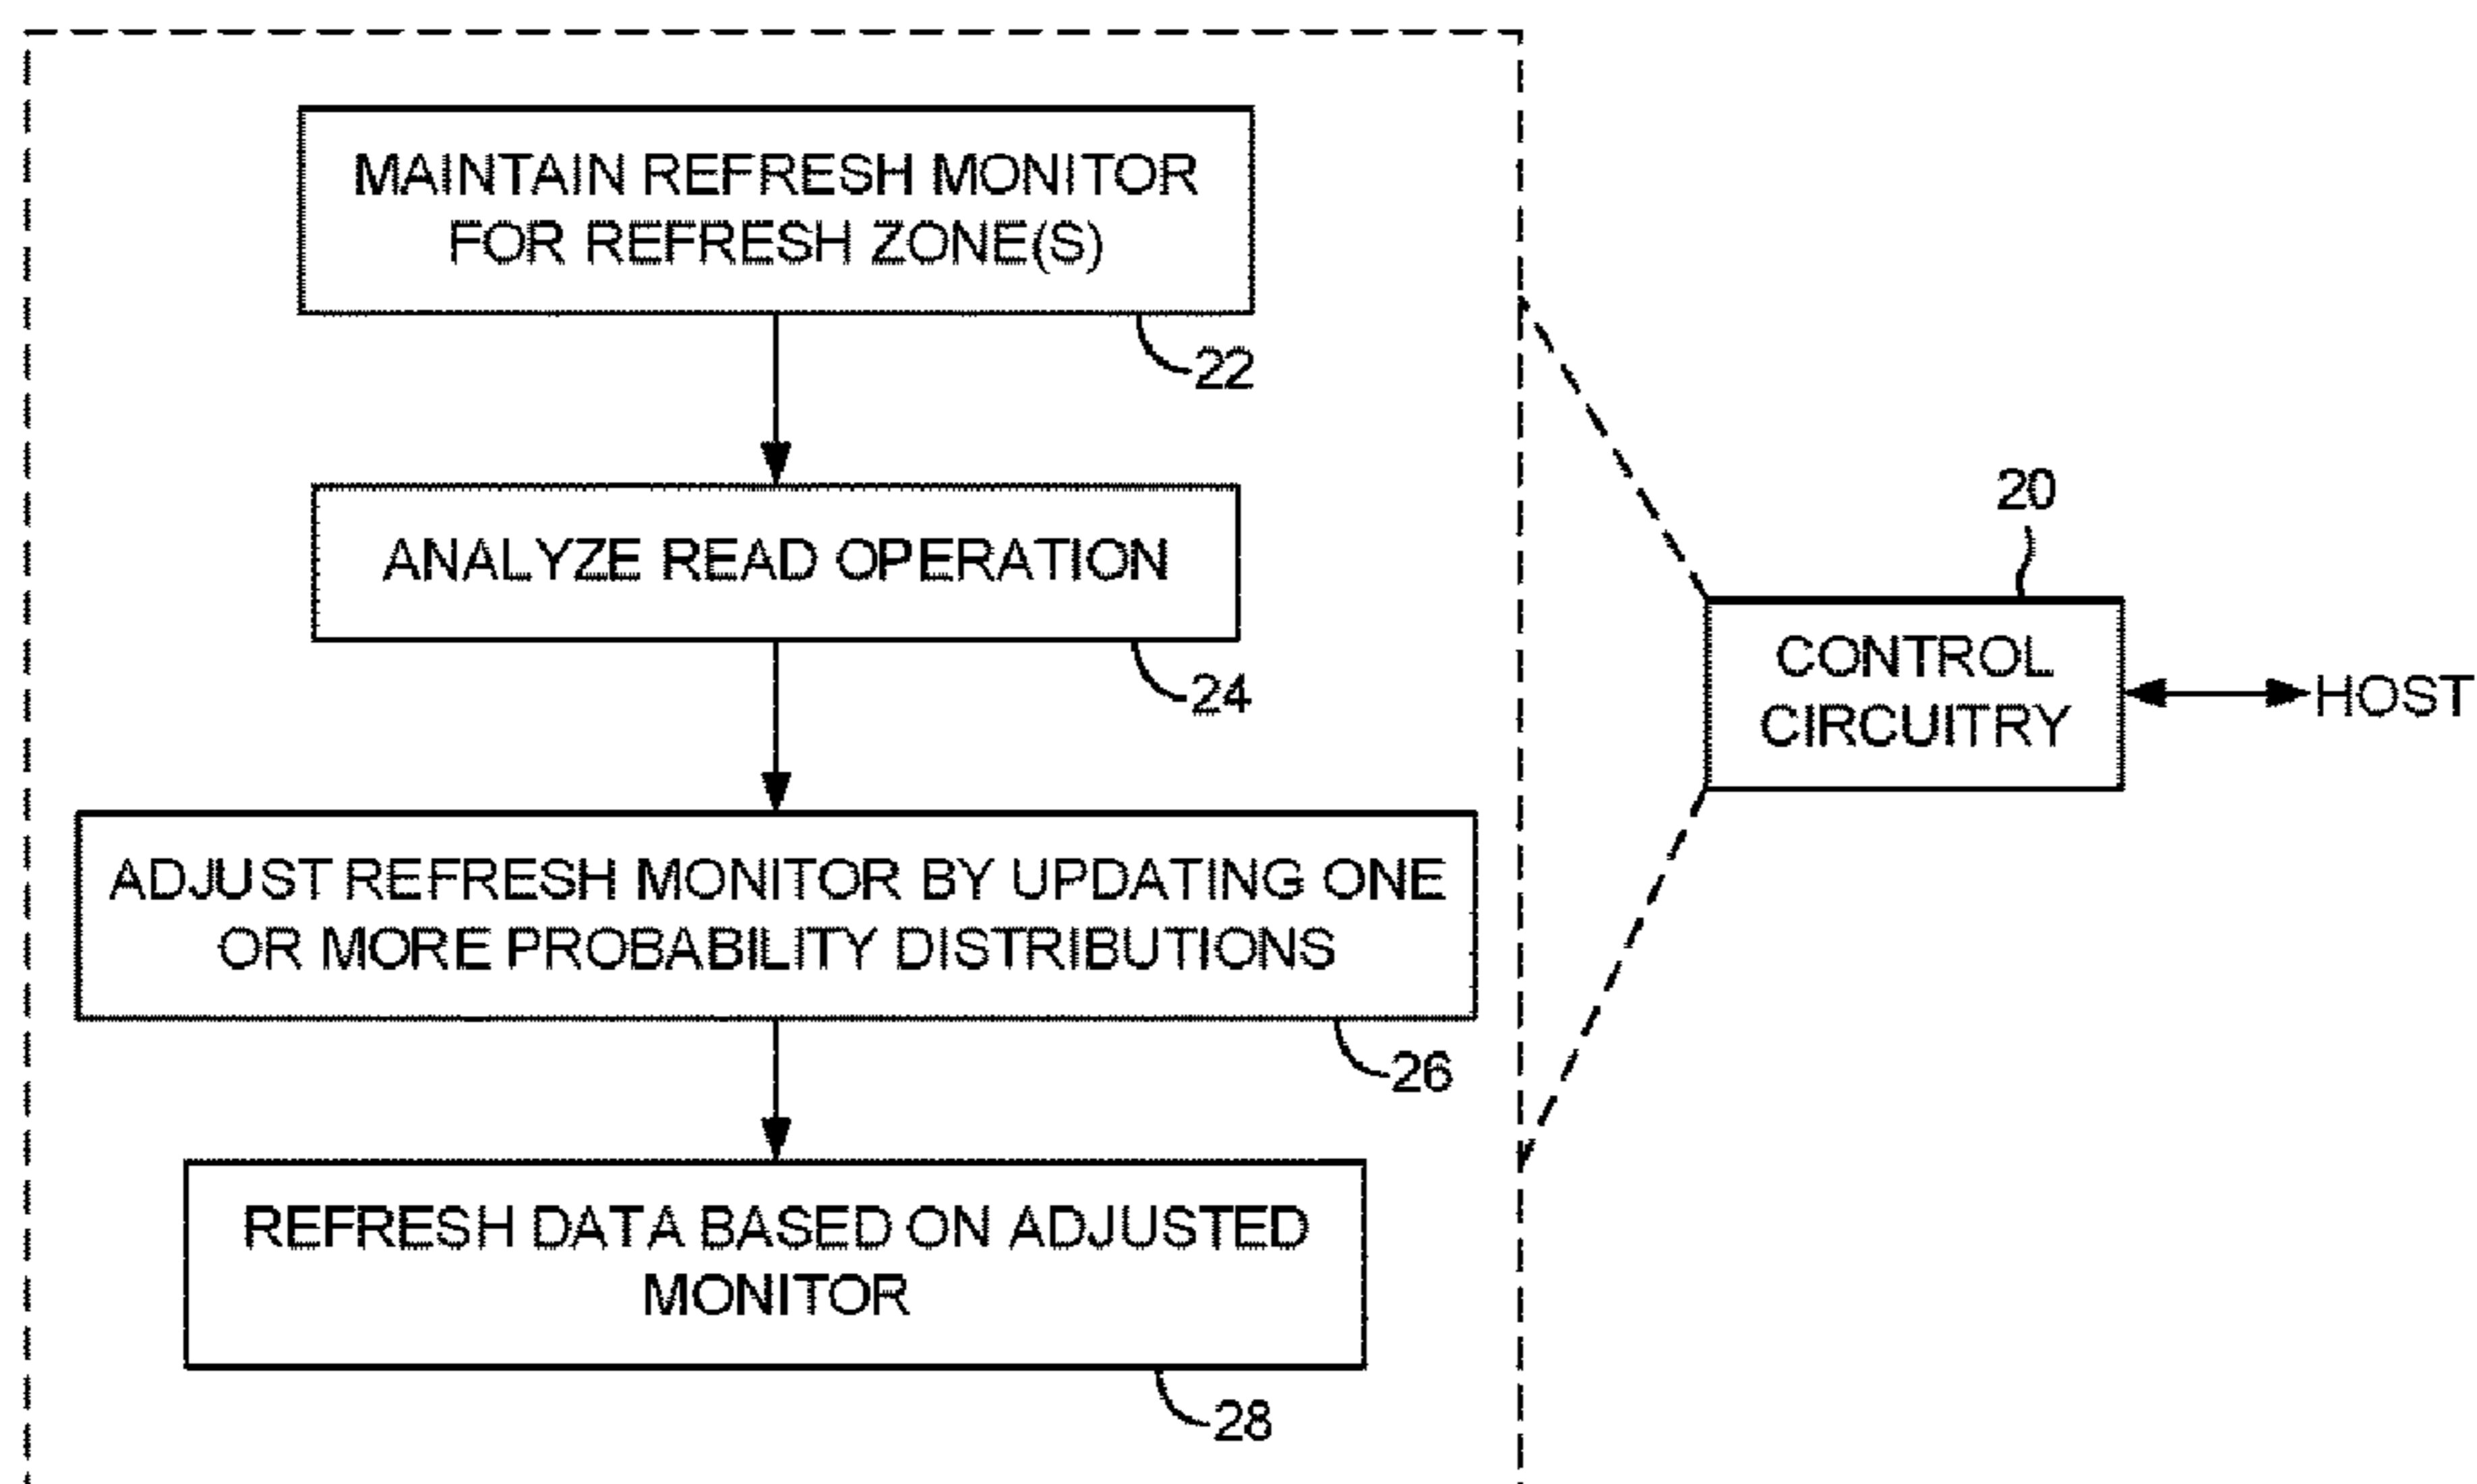 MAINTAIN REFRESH MONITOR
FOR REFRESH ZONE(S)
22
ANALYZE READ OPERATION
24
ADJUST REFRESH MONITOR BY UPDATING ONE
OR MORE PROBABILITY DISTRIBUTIONS
26
REFRESH DATA BASED ON ADJUSTED
MONITOR
28
20
CONTROL
CIRCUITRY
HOST